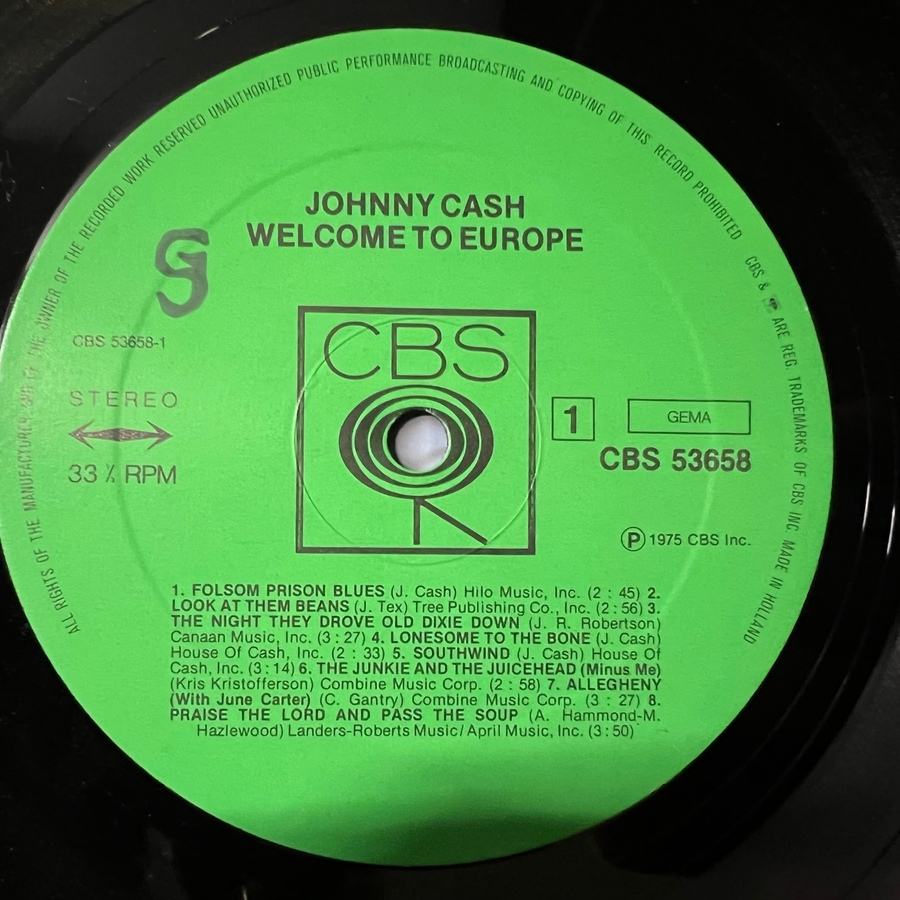 ALL RIGHTS OF THE MANUFACTURER AND OF THE OWNER OF THE RECORDED WORK RESERVED UNAUTHORIZED PUBLIC PERFORMANCE BROADCASTING AND COPYING OF THIS RECORD PROHIBITED CBS & ARE REG. TRADEMARKS OF CBS INC. MADE IN HOLLAND
JOHNNY CASH
WELCOME TO EUROPE
CBS 53658-1
STEREO
33⅓ RPM
CBS
1
GEMA
CBS 53658
Ⓟ 1975 CBS Inc.
1. FOLSOM PRISON BLUES (J. Cash) Hilo Music, Inc. (2 : 45) 2.
LOOK AT THEM BEANS (J. Tex) Tree Publishing Co., Inc. (2 : 56) 3.
THE NIGHT THEY DROVE OLD DIXIE DOWN (J. R. Robertson)
Canaan Music, Inc. (3 : 27) 4. LONESOME TO THE BONE (J. Cash)
House Of Cash, Inc. (2 : 33) 5. SOUTHWIND (J. Cash) House Of
Cash, Inc. (3 : 14) 6. THE JUNKIE AND THE JUICEHEAD (Minus Me)
(Kris Kristofferson) Combine Music Corp. (2 : 58) 7. ALLEGHENY
(With June Carter) (C. Gantry) Combine Music Corp. (3 : 27) 8.
PRAISE THE LORD AND PASS THE SOUP (A. Hammond-M.
Hazlewood) Landers-Roberts Music/April Music, Inc. (3 : 50)